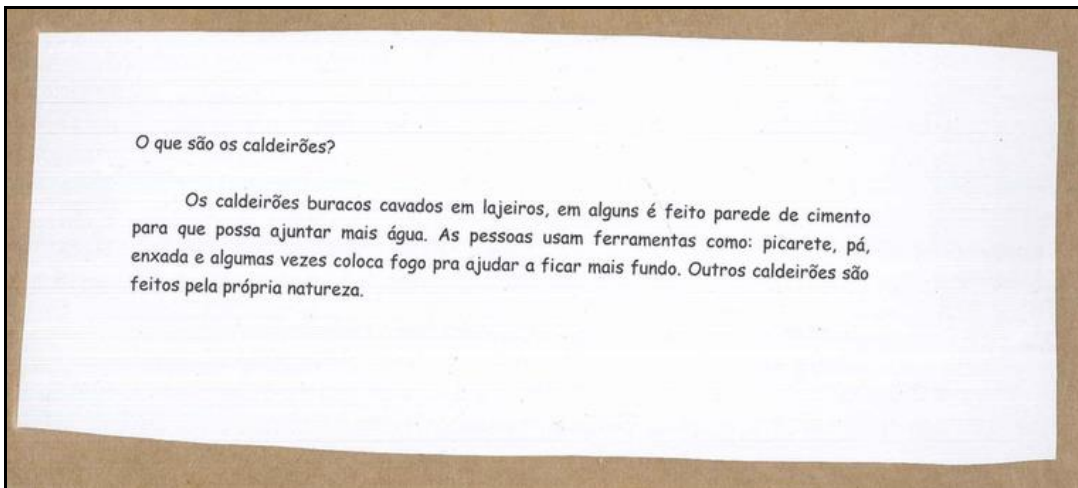 O que são os caldeirões?
Os caldeirões buracos cavados em lajeiros, em alguns é feito parede de cimento
para que possa ajuntar mais água. As pessoas usam ferramentas como: picarete, pá,
enxada e algumas vezes coloca fogo pra ajudar a ficar mais fundo. Outros caldeirões são
feitos pela própria natureza.